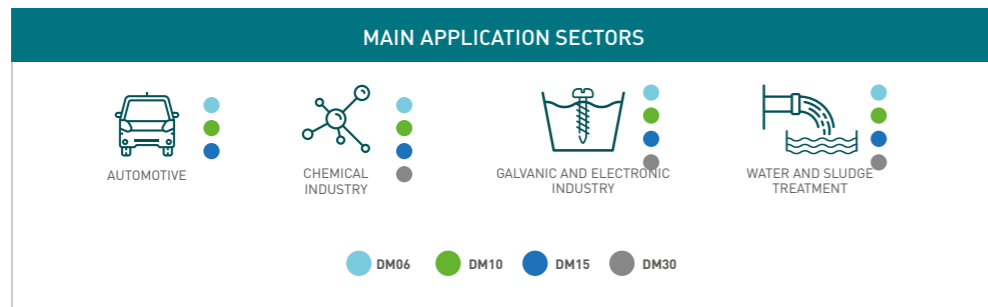 MAIN APPLICATION SECTORS
AUTOMOTIVE
CHEMICAL
INDUSTRY
GALVANIC AND ELECTRONIC
INDUSTRY
WATER AND SLUDGE
TREATMENT
DM06
DM10
DM15
DM30